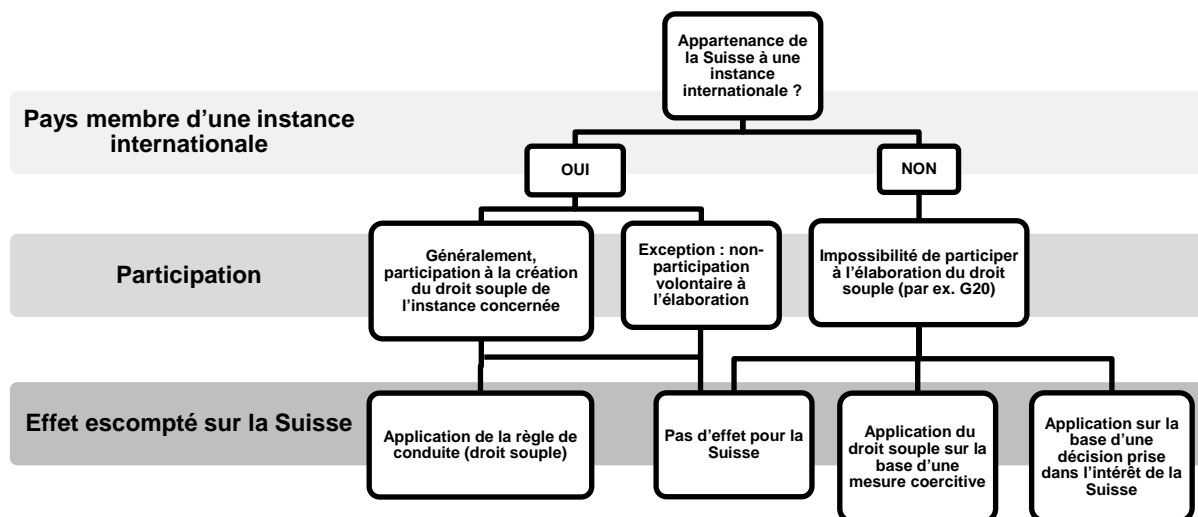 Appartenance de
la Suisse à une
instance
internationale ?
Pays membre d’une instance
internationale
OUI
NON
Participation
Généralement,
participation à la création
du droit souple de
l’instance concernée
Exception : non-
participation
volontaire à
l’élaboration
Impossibilité de participer
à l’élaboration du droit
souple (par ex. G20)
Effet escompté sur la Suisse
Application de la règle de
conduite (droit souple)
Pas d’effet pour la
Suisse
Application du
droit souple sur la
base d’une
mesure coercitive
Application sur la
base d’une
décision prise
dans l’intérêt de la
Suisse